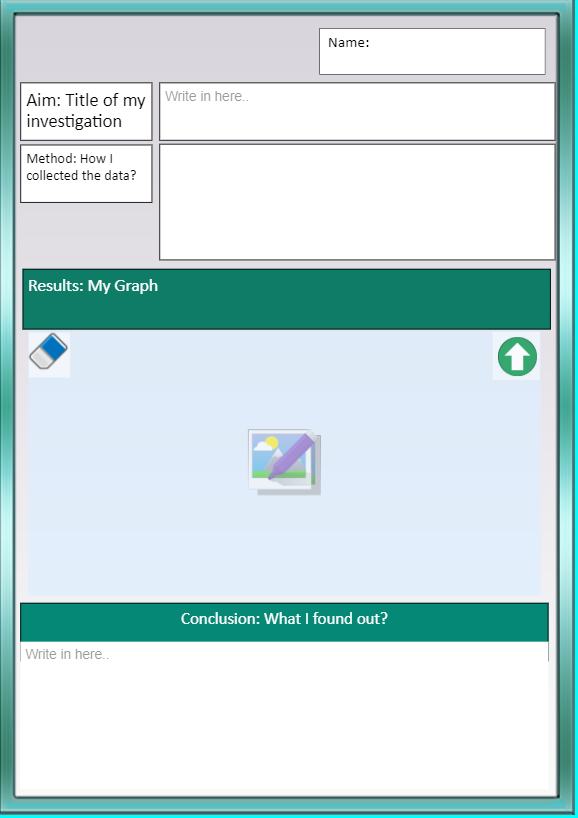 Name:
Aim: Title of my
investigation
Write in here..
Method: How I
collected the data?
Results: My Graph
Conclusion: What I found out?
Write in here..